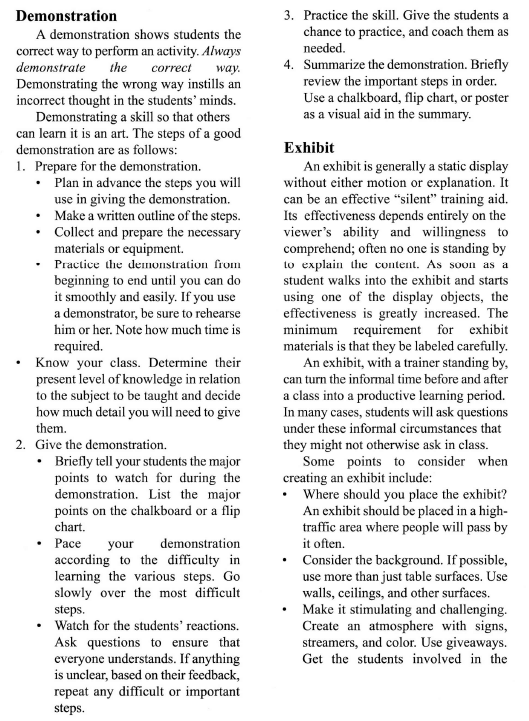 Demonstration
A demonstration shows students the
correct way to perform an activity. Always
demonstrate the correct way.
Demonstrating the wrong way instills an
incorrect thought in the students' minds.
Demonstrating a skill so that others
can learn it is an art. The steps of a good
demonstration are as follows:
1. Prepare for the demonstration.
• Plan in advance the steps you will
use in giving the demonstration.
• Make a written outline of the steps.
• Collect and prepare the necessary
materials or equipment.
• Practice the demonstration from
beginning to end until you can do
it smoothly and easily. If you use
a demonstrator, be sure to rehearse
him or her. Note how much time is
required.
• Know your class. Determine their
present level of knowledge in relation
to the subject to be taught and decide
how much detail you will need to give
them.
2. Give the demonstration.
• Briefly tell your students the major
points to watch for during the
demonstration. List the major
points on the chalkboard or a flip
chart.
• Pace your demonstration
according to the difficulty in
learning the various steps. Go
slowly over the most difficult
steps.
• Watch for the students' reactions.
Ask questions to ensure that
everyone understands. If anything
is unclear, based on their feedback,
repeat any difficult or important
steps.
3. Practice the skill. Give the students a
chance to practice, and coach them as
needed.
4. Summarize the demonstration. Briefly
review the important steps in order.
Use a chalkboard, flip chart, or poster
as a visual aid in the summary.
Exhibit
An exhibit is generally a static display
without either motion or explanation. It
can be an effective “silent” training aid.
Its effectiveness depends entirely on the
viewer's ability and willingness to
comprehend; often no one is standing by
to explain the content. As soon as a
student walks into the exhibit and starts
using one of the display objects, the
effectiveness is greatly increased. The
minimum requirement for exhibit
materials is that they be labeled carefully.
An exhibit, with a trainer standing by,
can turn the informal time before and after
a class into a productive learning period.
In many cases, students will ask questions
under these informal circumstances that
they might not otherwise ask in class.
Some points to consider when
creating an exhibit include:
• Where should you place the exhibit?
An exhibit should be placed in a high-
traffic area where people will pass by
it often.
• Consider the background. If possible,
use more than just table surfaces. Use
walls, ceilings, and other surfaces.
• Make it stimulating and challenging.
Create an atmosphere with signs,
streamers, and color. Use giveaways.
Get the students involved in the